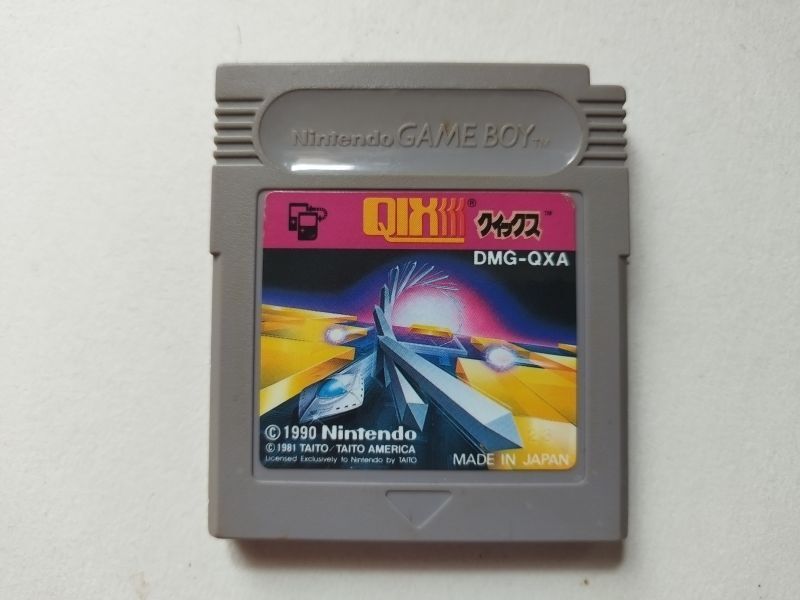 Nintendo GAME BOY TM
QIX ® クイックス ™
DMG-QXA
© 1990 Nintendo
© 1981 TAITO/TAITO AMERICA
Licensed Exclusively to Nintendo by TAITO
MADE IN JAPAN